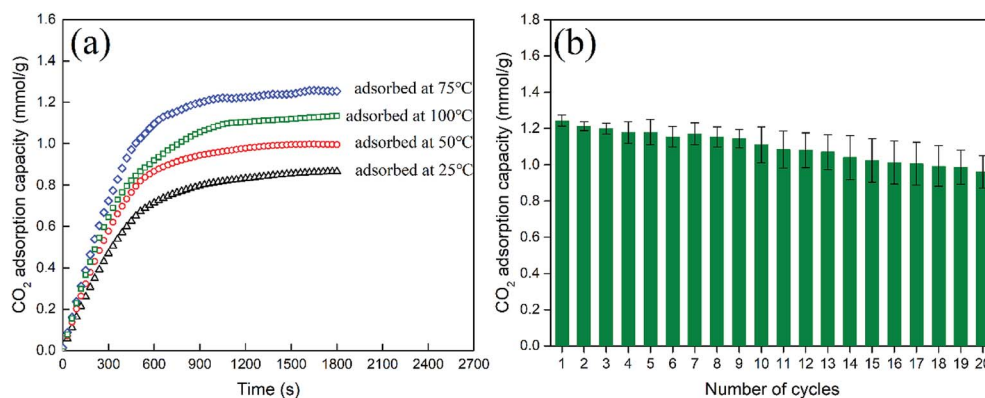 (a)
CO2 adsorption capacity (mmol/g)
1.6
1.4
1.2
1.0
0.8
0.6
0.4
0.2
0.0
adsorbed at 75°C
adsorbed at 100°C
adsorbed at 50°C
adsorbed at 25°C
0 300 600 900 1200 1500 1800 2100 2400 2700
Time (s)
(b)
CO2 adsorption capacity (mmol/g)
1.8
1.6
1.4
1.2
1.0
0.8
0.6
0.4
0.2
0.0
1 2 3 4 5 6 7 8 9 10 11 12 13 14 15 16 17 18 19 20
Number of cycles